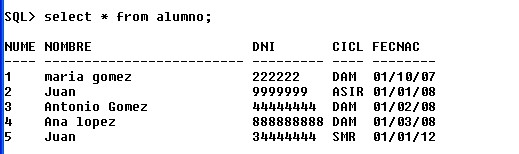 SQL> select * from alumno;
NUME NOMBRE DNI CICL FECNAC
---- ------------------------- --------- ---- --------
1 maria gomez 222222 DAM 01/10/07
2 Juan 9999999 ASIR 01/01/08
3 Antonio Gomez 44444444 DAM 01/02/08
4 Ana lopez 888888888 DAM 01/03/08
5 Juan 34444444 SMR 01/01/12